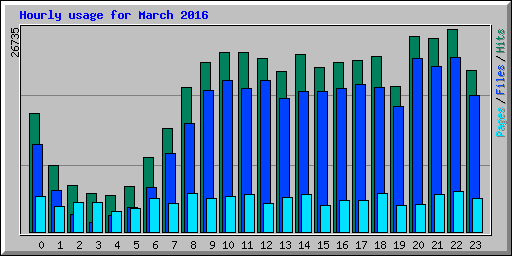 Hourly usage for March 2016
26735
Pages / Files / Hits
0 1 2 3 4 5 6 7 8 9 10 11 12 13 14 15 16 17 18 19 20 21 22 23